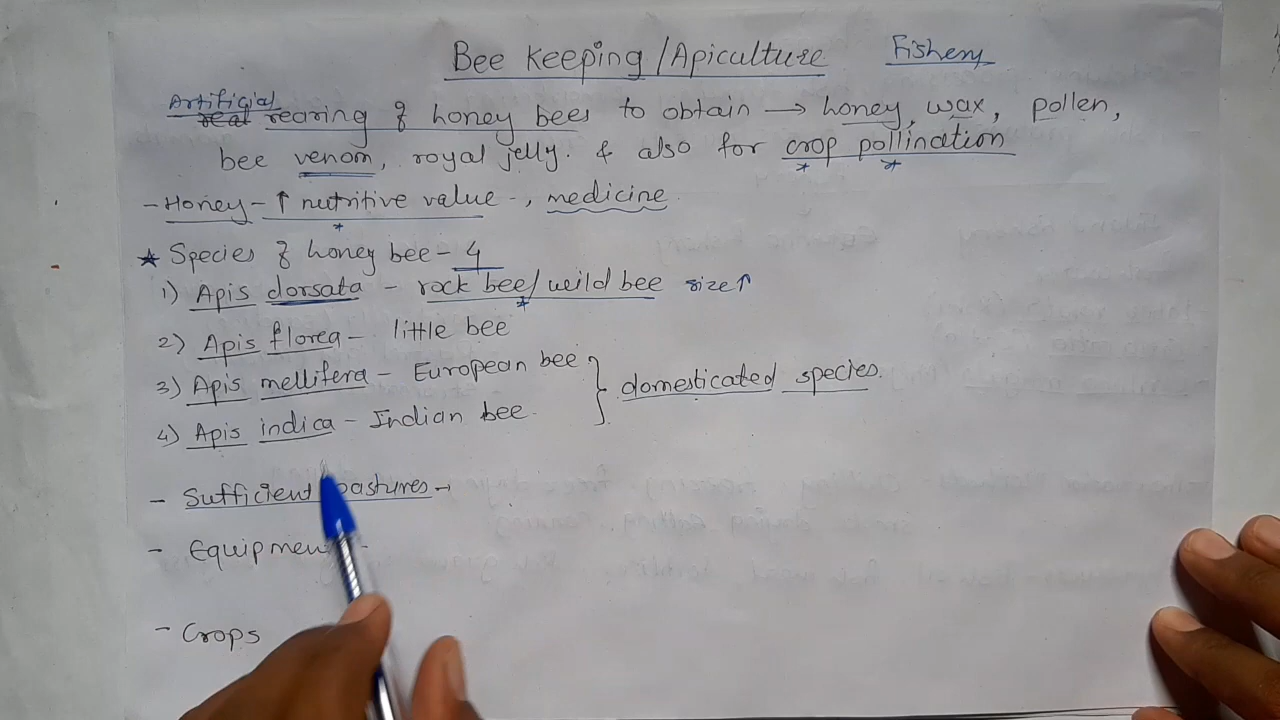 Bee Keeping /Apiculture Fishery
Artificial
real rearing & honey bees to obtain → honey, wax, pollen,
bee venom, royal jelly. & also for crop pollination
- Honey - ↑ nutritive value -, medicine.
* Species & honey bee - 4
1) Apis dorsata - rock bee/wild bee size↑
2) Apis florea - little bee
3) Apis mellifera - European bee
domesticated species.
4) Apis indica - Indian bee.
- Sufficient pastures -
- Equipmen -
- Crops